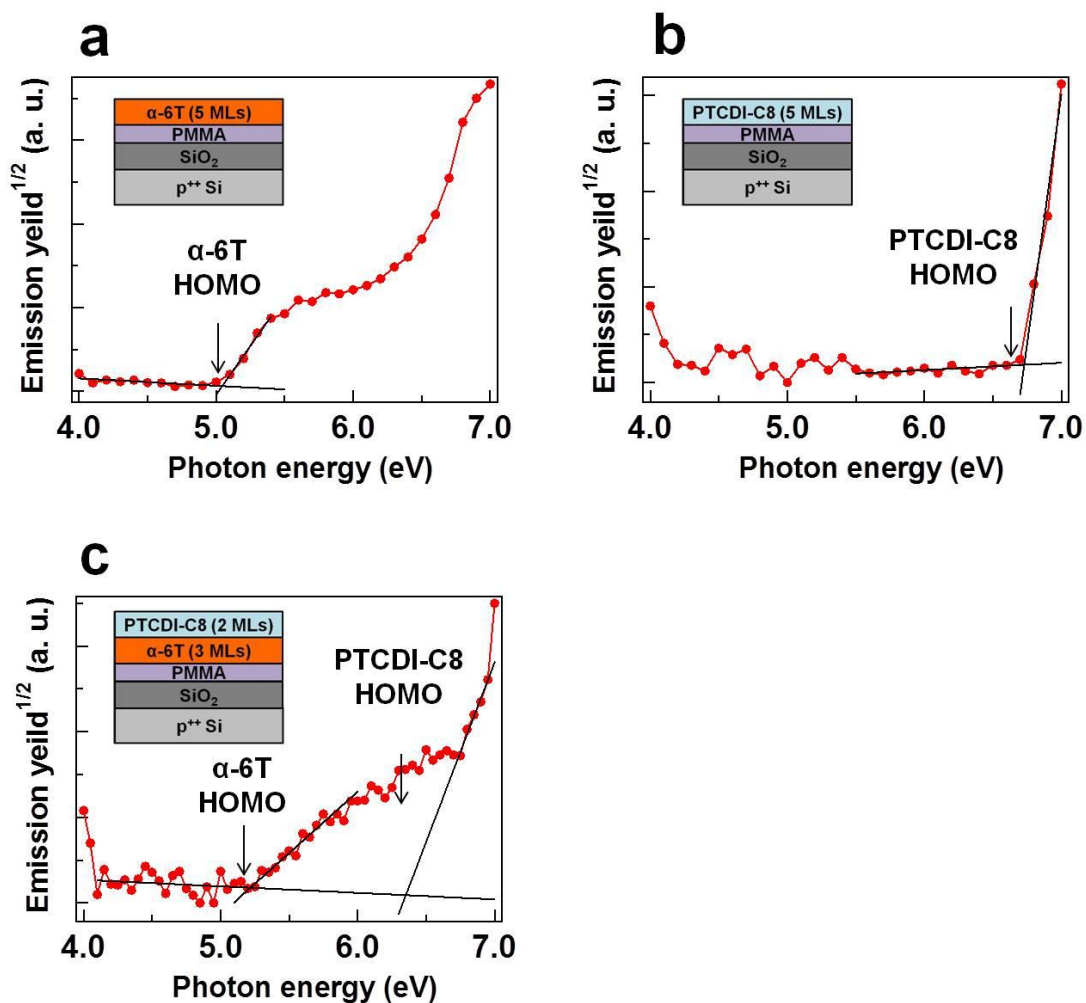 a
Emission yeild1/2 (a. u.)
α-6T (5 MLs)
PMMA
SiO2
p++ Si
α-6T
HOMO
4.0 5.0 6.0 7.0
Photon energy (eV)
b
Emission yeild1/2 (a. u.)
PTCDI-C8 (5 MLs)
PMMA
SiO2
p++ Si
PTCDI-C8
HOMO
4.0 5.0 6.0 7.0
Photon energy (eV)
c
Emission yeild1/2 (a. u.)
PTCDI-C8 (2 MLs)
α-6T (3 MLs)
PMMA
SiO2
p++ Si
PTCDI-C8
HOMO
α-6T
HOMO
4.0 5.0 6.0 7.0
Photon energy (eV)